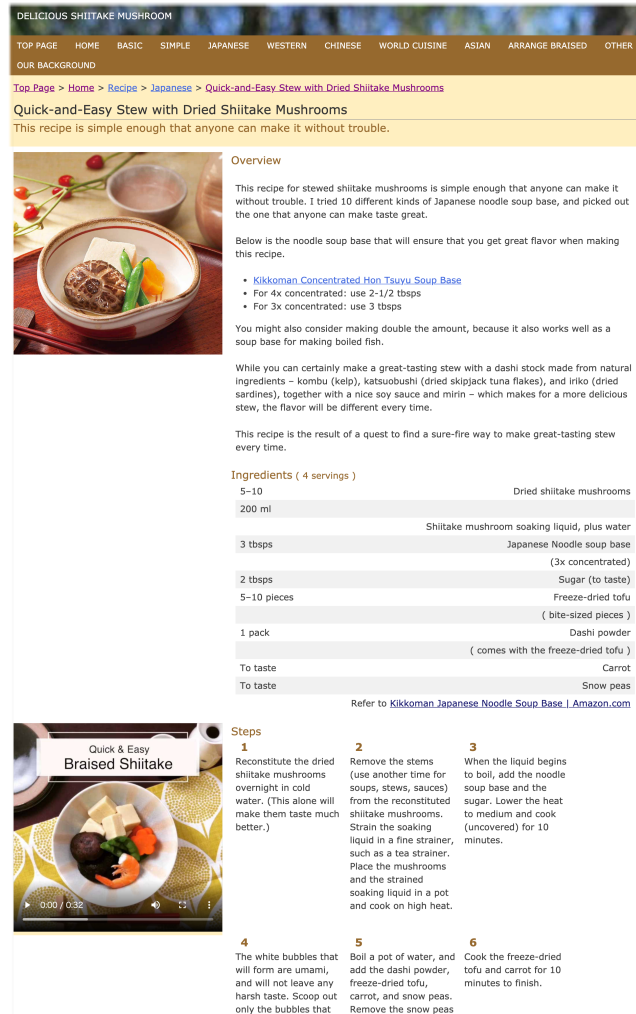 DELICIOUS SHIITAKE MUSHROOM
TOP PAGE HOME BASIC SIMPLE JAPANESE WESTERN CHINESE WORLD CUISINE ASIAN ARRANGE BRAISED OTHER
OUR BACKGROUND
Top Page > Home > Recipe > Japanese > Quick-and-Easy Stew with Dried Shiitake Mushrooms
Quick-and-Easy Stew with Dried Shiitake Mushrooms
This recipe is simple enough that anyone can make it without trouble.
Overview
This recipe for stewed shiitake mushrooms is simple enough that anyone can make it
without trouble. I tried 10 different kinds of Japanese noodle soup base, and picked out
the one that anyone can make taste great.
Below is the noodle soup base that will ensure that you get great flavor when making
this recipe.
• Kikkoman Concentrated Hon Tsuyu Soup Base
• For 4x concentrated: use 2-1/2 tbsps
• For 3x concentrated: use 3 tbsps
You might also consider making double the amount, because it also works well as a
soup base for making boiled fish.
While you can certainly make a great-tasting stew with a dashi stock made from natural
ingredients – kombu (kelp), katsuobushi (dried skipjack tuna flakes), and iriko (dried
sardines), together with a nice soy sauce and mirin – which makes for a more delicious
stew, the flavor will be different every time.
This recipe is the result of a quest to find a sure-fire way to make great-tasting stew
every time.
Ingredients ( 4 servings )
5–10 Dried shiitake mushrooms
200 ml
Shiitake mushroom soaking liquid, plus water
3 tbsps Japanese Noodle soup base
(3x concentrated)
2 tbsps Sugar (to taste)
5–10 pieces Freeze-dried tofu
( bite-sized pieces )
1 pack Dashi powder
( comes with the freeze-dried tofu )
To taste Carrot
To taste Snow peas
Refer to Kikkoman Japanese Noodle Soup Base | Amazon.com
Quick & Easy
Braised Shiitake
0:00 / 0:32
Steps
1
Reconstitute the dried
shiitake mushrooms
overnight in cold
water. (This alone will
make them taste much
better.)
2
Remove the stems
(use another time for
soups, stews, sauces)
from the reconstituted
shiitake mushrooms.
Strain the soaking
liquid in a fine strainer,
such as a tea strainer.
Place the mushrooms
and the strained
soaking liquid in a pot
and cook on high heat.
3
When the liquid begins
to boil, add the noodle
soup base and the
sugar. Lower the heat
to medium and cook
(uncovered) for 10
minutes.
4
The white bubbles that
will form are umami,
and will not leave any
harsh taste. Scoop out
only the bubbles that
5
Boil a pot of water, and
add the dashi powder,
freeze-dried tofu,
carrot, and snow peas.
Remove the snow peas
6
Cook the freeze-dried
tofu and carrot for 10
minutes to finish.